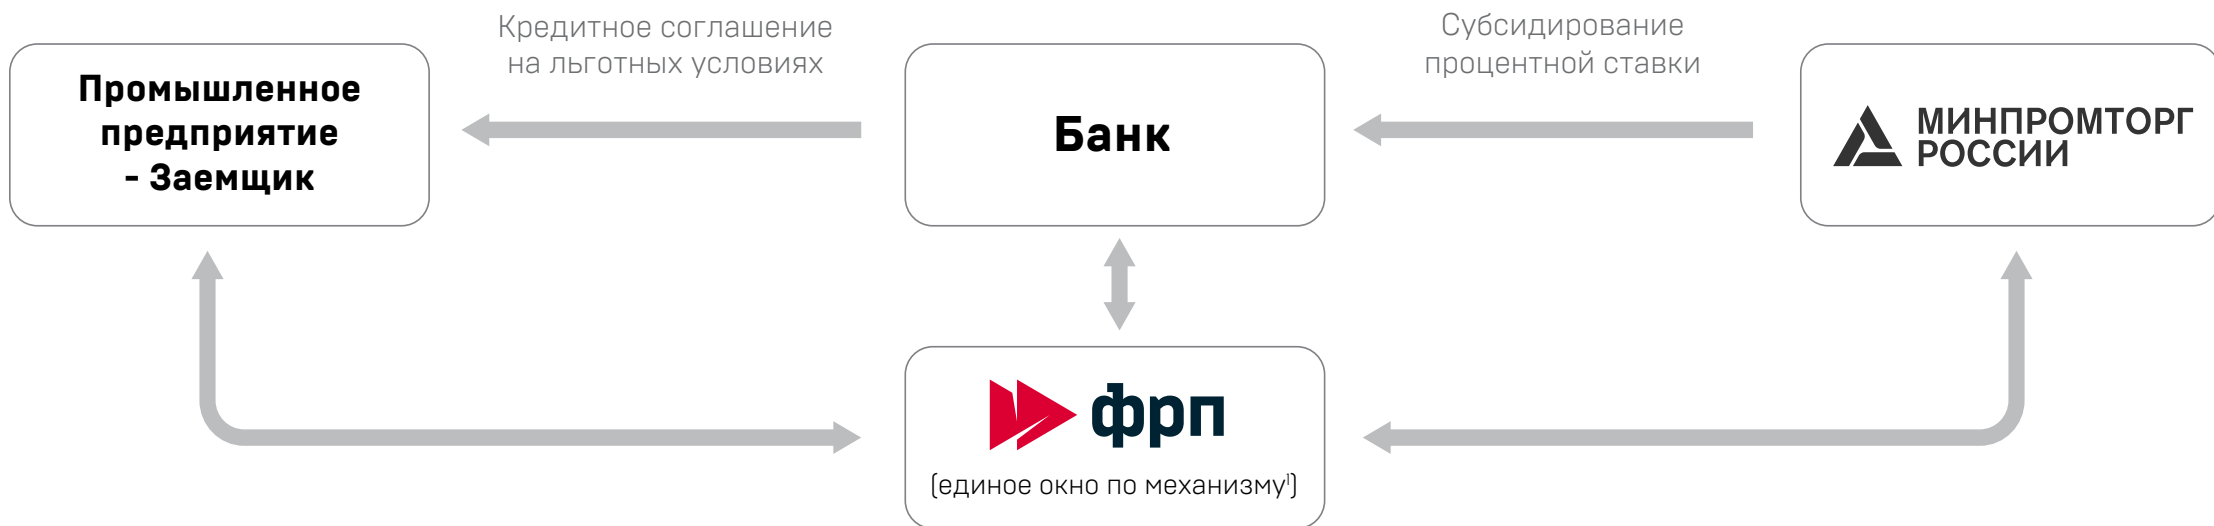 Кредитное соглашение
на льготных условиях
Субсидирование
процентной ставки
Промышленное
предприятие
- Заемщик
Банк
МИНПРОМТОРГ
РОССИИ
фрп
(единое окно по механизму¹⁾)